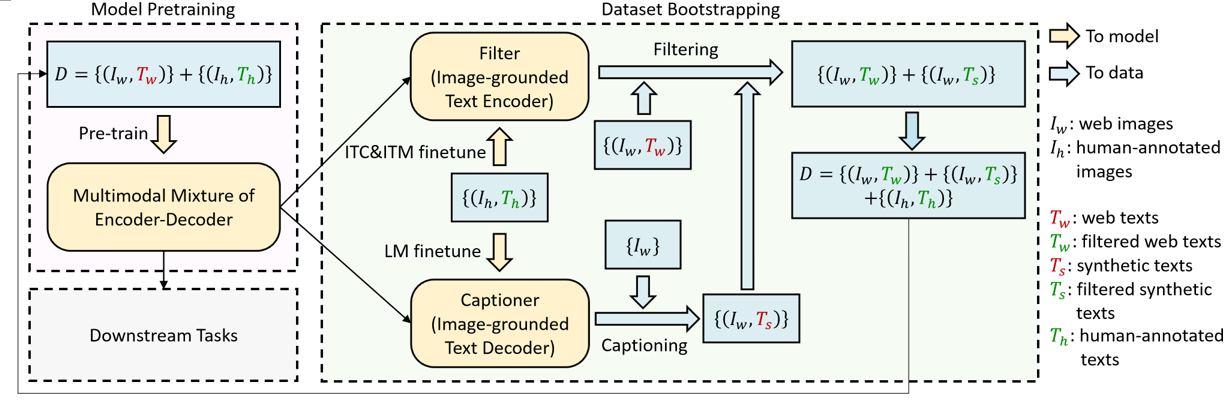 Model Pretraining
D = {(I_w, T_w)} + {(I_h, T_h)}
Pre-train
Multimodal Mixture of
Encoder-Decoder
Downstream Tasks
Dataset Bootstrapping
Filter
(Image-grounded
Text Encoder)
Filtering
ITC&ITM finetune
{(I_w, T_w)}
{(I_h, T_h)}
LM finetune
{I_w}
Captioner
(Image-grounded
Text Decoder)
Captioning
{(I_w, T_s)}
{(I_w, T_w)} + {(I_w, T_s)}
D = {(I_w, T_w)} + {(I_w, T_s)}
+{(I_h, T_h)}
To model
To data
I_w: web images
I_h: human-annotated
images
T_w: web texts
T_w: filtered web texts
T_s: synthetic texts
T_s: filtered synthetic
texts
T_h: human-annotated
texts